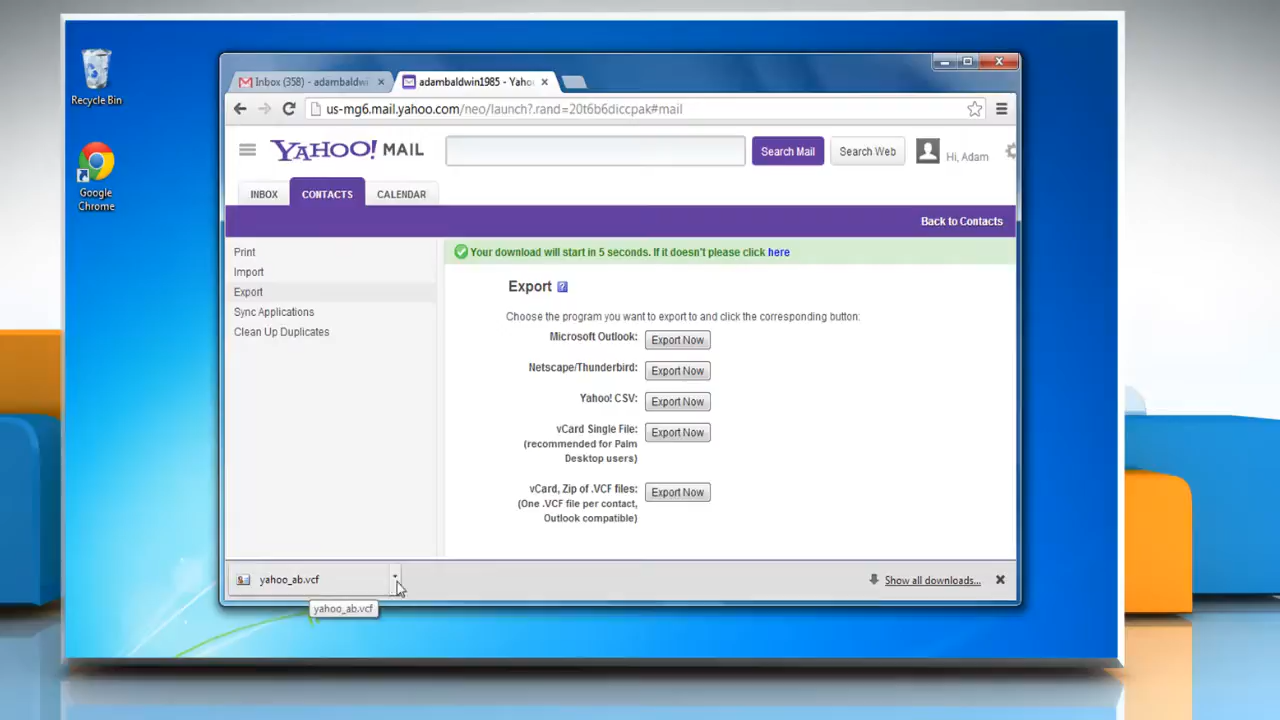 Recycle Bin
Google
Chrome
Inbox (358) - adambaldwi
adambaldwin1985 - Yaho
us-mg6.mail.yahoo.com/neo/launch?.rand=20t6b6diccpak#mail
YAHOO! MAIL
Search Mail
Search Web
Hi, Adam
INBOX
CONTACTS
CALENDAR
Back to Contacts
Print
Import
Export
Sync Applications
Clean Up Duplicates
Your download will start in 5 seconds. If it doesn't please click here
Export ?
Choose the program you want to export to and click the corresponding button:
Microsoft Outlook: Export Now
Netscape/Thunderbird: Export Now
Yahoo! CSV: Export Now
vCard Single File: Export Now
(recommended for Palm
Desktop users)
vCard, Zip of .VCF files: Export Now
(One .VCF file per contact,
Outlook compatible)
yahoo_ab.vcf
Show all downloads...
yahoo_ab.vcf